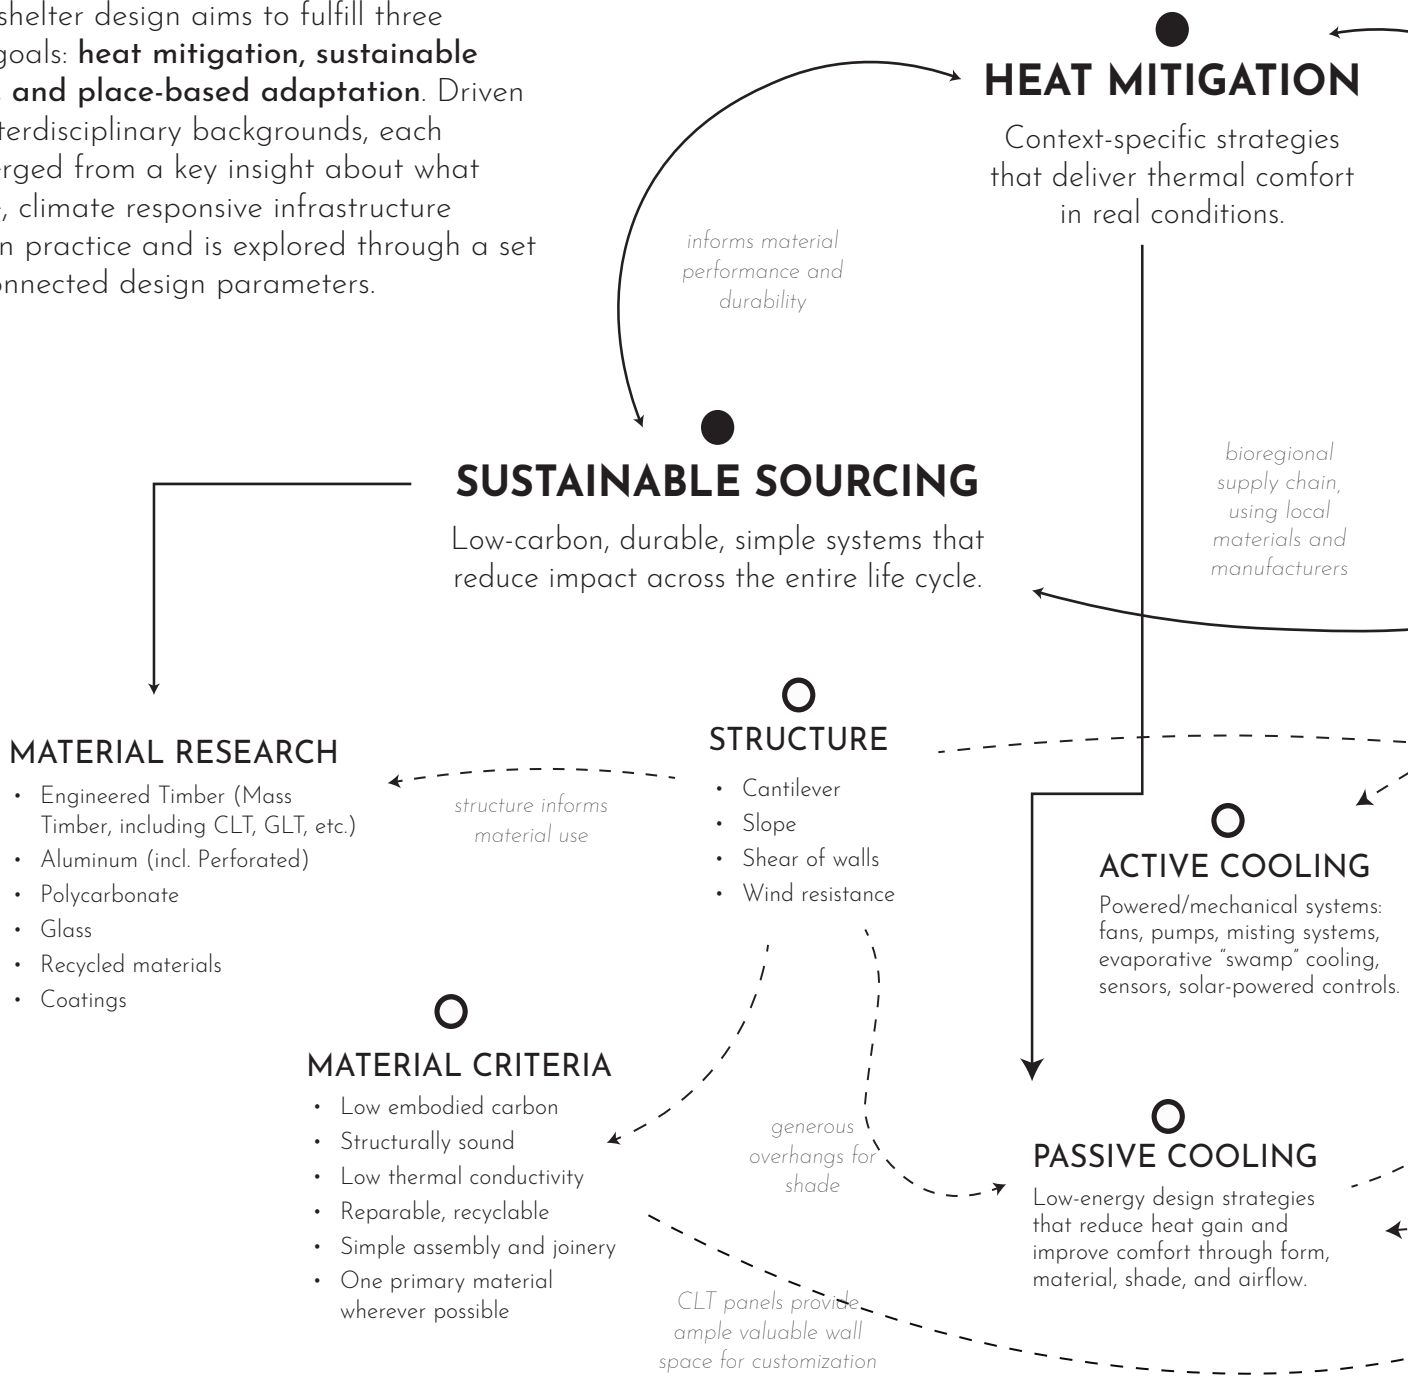 shelter design aims to fulfill three
goals: heat mitigation, sustainable
and place-based adaptation. Driven
interdisciplinary backgrounds, each
from a key insight about what
climate responsive infrastructure
practice and is explored through a set
design parameters.
HEAT MITIGATION
Context-specific strategies
that deliver thermal comfort
in real conditions.
informs material
performance and
durability
SUSTAINABLE SOURCING
Low-carbon, durable, simple systems that
reduce impact across the entire life cycle.
bioregional
supply chain,
using local
materials and
manufacturers
MATERIAL RESEARCH
• Engineered Timber (Mass
Timber, including CLT, GLT, etc.)
• Aluminum (incl. Perforated)
• Polycarbonate
• Glass
• Recycled materials
• Coatings
structure informs
material use
STRUCTURE
• Cantilever
• Slope
• Shear of walls
• Wind resistance
ACTIVE COOLING
Powered/mechanical systems:
fans, pumps, misting systems,
evaporative “swamp” cooling,
sensors, solar-powered controls.
MATERIAL CRITERIA
• Low embodied carbon
• Structurally sound
• Low thermal conductivity
• Reparable, recyclable
• Simple assembly and joinery
• One primary material
wherever possible
generous
overhangs for
shade
PASSIVE COOLING
Low-energy design strategies
that reduce heat gain and
improve comfort through form,
material, shade, and airflow.
CLT panels provide
ample valuable wall
space for customization